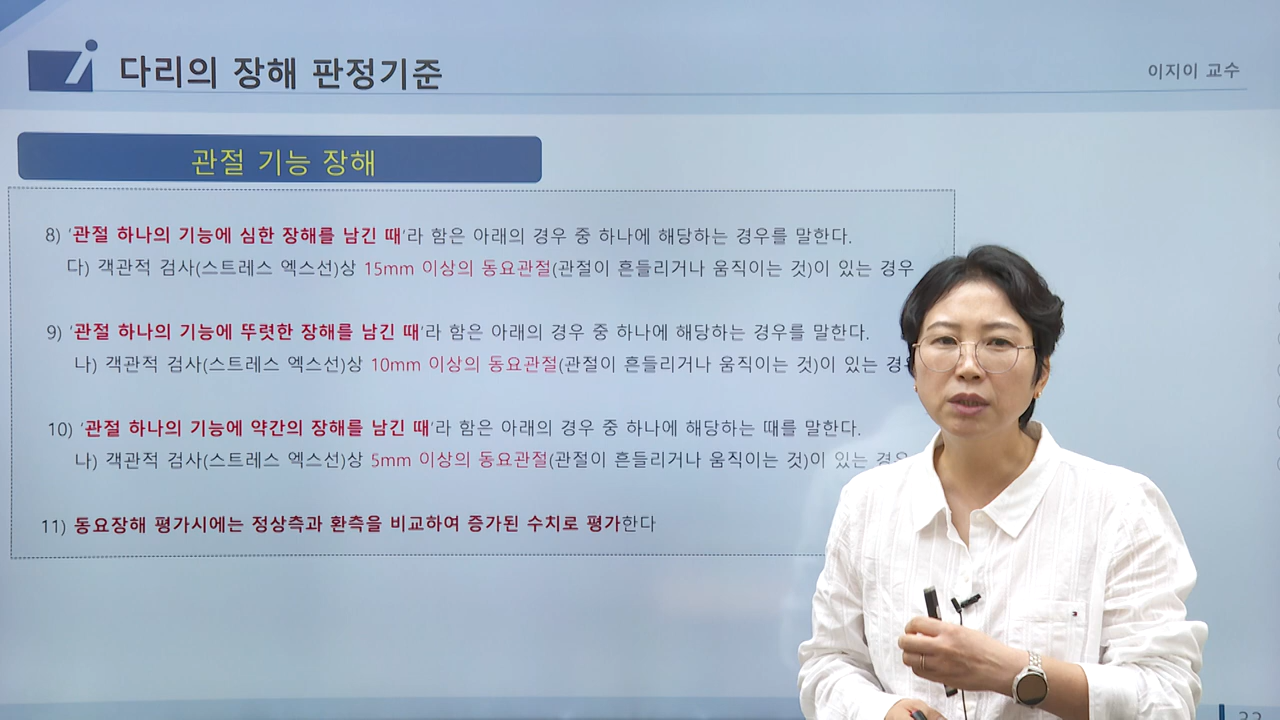 다리의 장해 판정기준
이지이 교수
관절 기능 장해
8) '관절 하나의 기능에 심한 장해를 남긴 때'라 함은 아래의 경우 중 하나에 해당하는 경우를 말한다.
다) 객관적 검사(스트레스 엑스선)상 15mm 이상의 동요관절(관절이 흔들리거나 움직이는 것)이 있는 경우
9) '관절 하나의 기능에 뚜렷한 장해를 남긴 때'라 함은 아래의 경우 중 하나에 해당하는 경우를 말한다.
나) 객관적 검사(스트레스 엑스선)상 10mm 이상의 동요관절(관절이 흔들리거나 움직이는 것)이 있는
10) '관절 하나의 기능에 약간의 장해를 남긴 때'라 함은 아래의 경우 중 하나에 해당하는 때를 말한다.
나) 객관적 검사(스트레스 엑스선)상 5mm 이상의 동요관절(관절이 흔들리거나 움직이는 것)이 있는 경우
11) 동요장해 평가시에는 정상측과 환측을 비교하여 증가된 수치로 평가한다